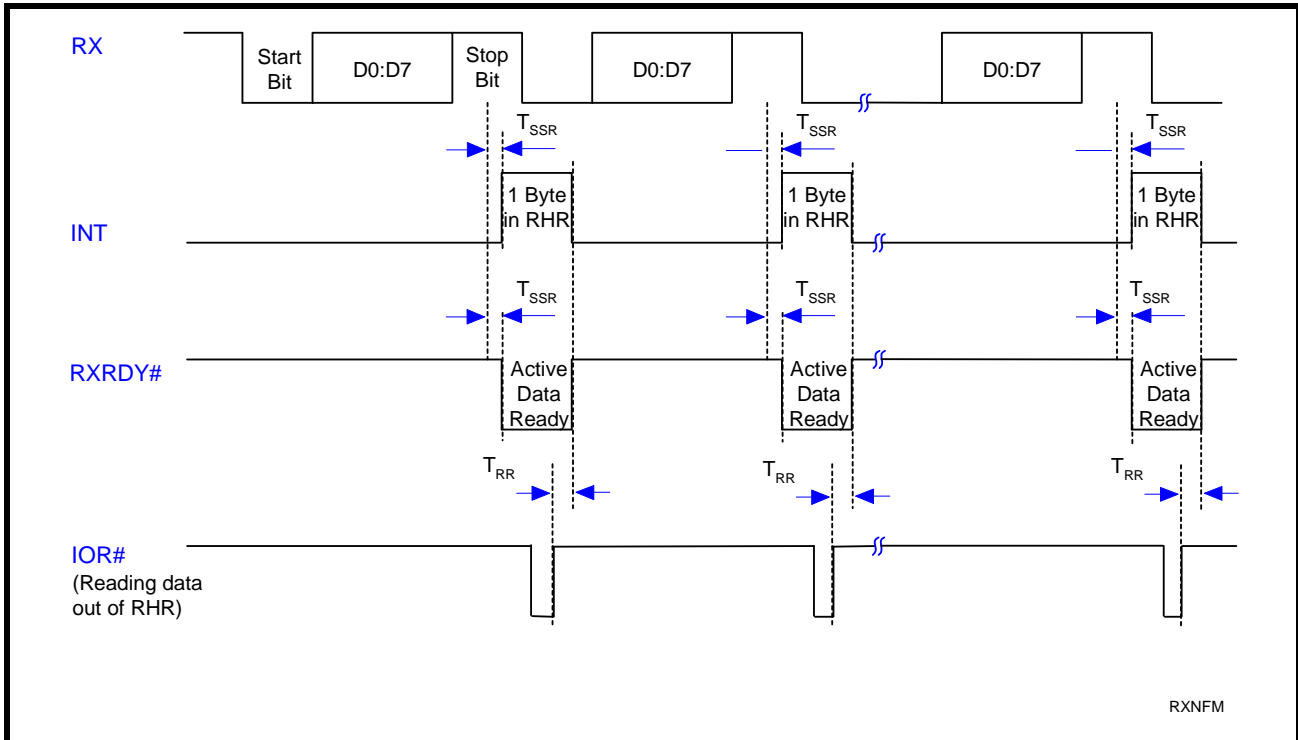 RX
Start
Bit
D0:D7
Stop
Bit
D0:D7
D0:D7
TSSR
TSSR
TSSR
INT
1 Byte
in RHR
1 Byte
in RHR
1 Byte
in RHR
TSSR
TSSR
TSSR
RXRDY#
Active
Data
Ready
Active
Data
Ready
Active
Data
Ready
TRR
TRR
TRR
IOR#
(Reading data
out of RHR)
RXNFM